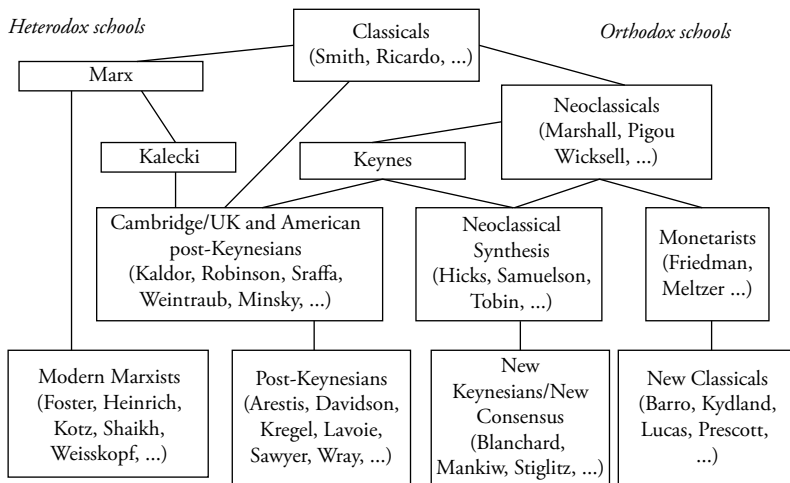 Heterodox schools
Classicals
(Smith, Ricardo, ...)
Orthodox schools
Marx
Neoclassicals
(Marshall, Pigou
Wicksell, ...)
Kalecki
Keynes
Cambridge/UK and American
post-Keynesians
(Kaldor, Robinson, Sraffa,
Weintraub, Minsky, ...)
Neoclassical
Synthesis
(Hicks, Samuelson,
Tobin, ...)
Monetarists
(Friedman,
Meltzer ...)
Modern Marxists
(Foster, Heinrich,
Kotz, Shaikh,
Weisskopf, ...)
Post-Keynesians
(Arestis, Davidson,
Kregel, Lavoie,
Sawyer, Wray, ...)
New
Keynesians/New
Consensus
(Blanchard,
Mankiw, Stiglitz, ...)
New Classicals
(Barro, Kydland,
Lucas, Prescott,
...)